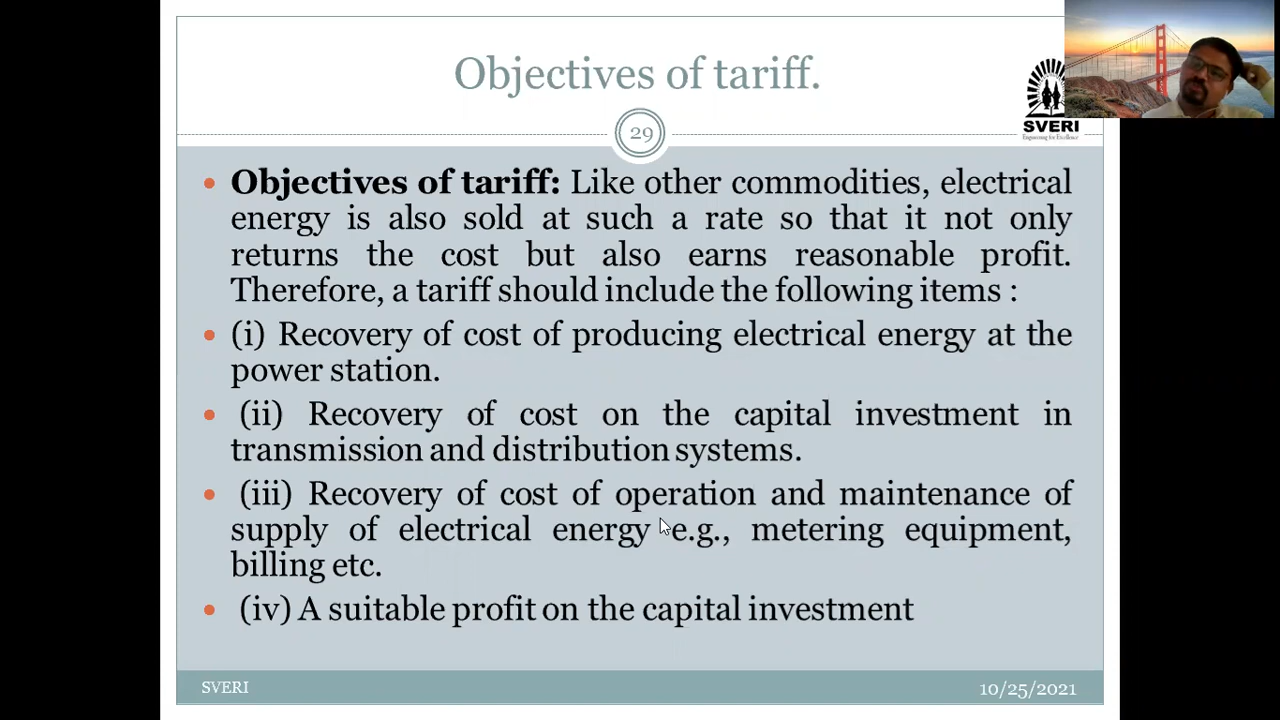 Objectives of tariff.
SVERI
Engineering for Excellence
29
Objectives of tariff: Like other commodities, electrical
energy is also sold at such a rate so that it not only
returns the cost but also earns reasonable profit.
Therefore, a tariff should include the following items :
(i) Recovery of cost of producing electrical energy at the
power station.
(ii) Recovery of cost on the capital investment in
transmission and distribution systems.
(iii) Recovery of cost of operation and maintenance of
supply of electrical energy e.g., metering equipment,
billing etc.
(iv) A suitable profit on the capital investment
SVERI
10/25/2021